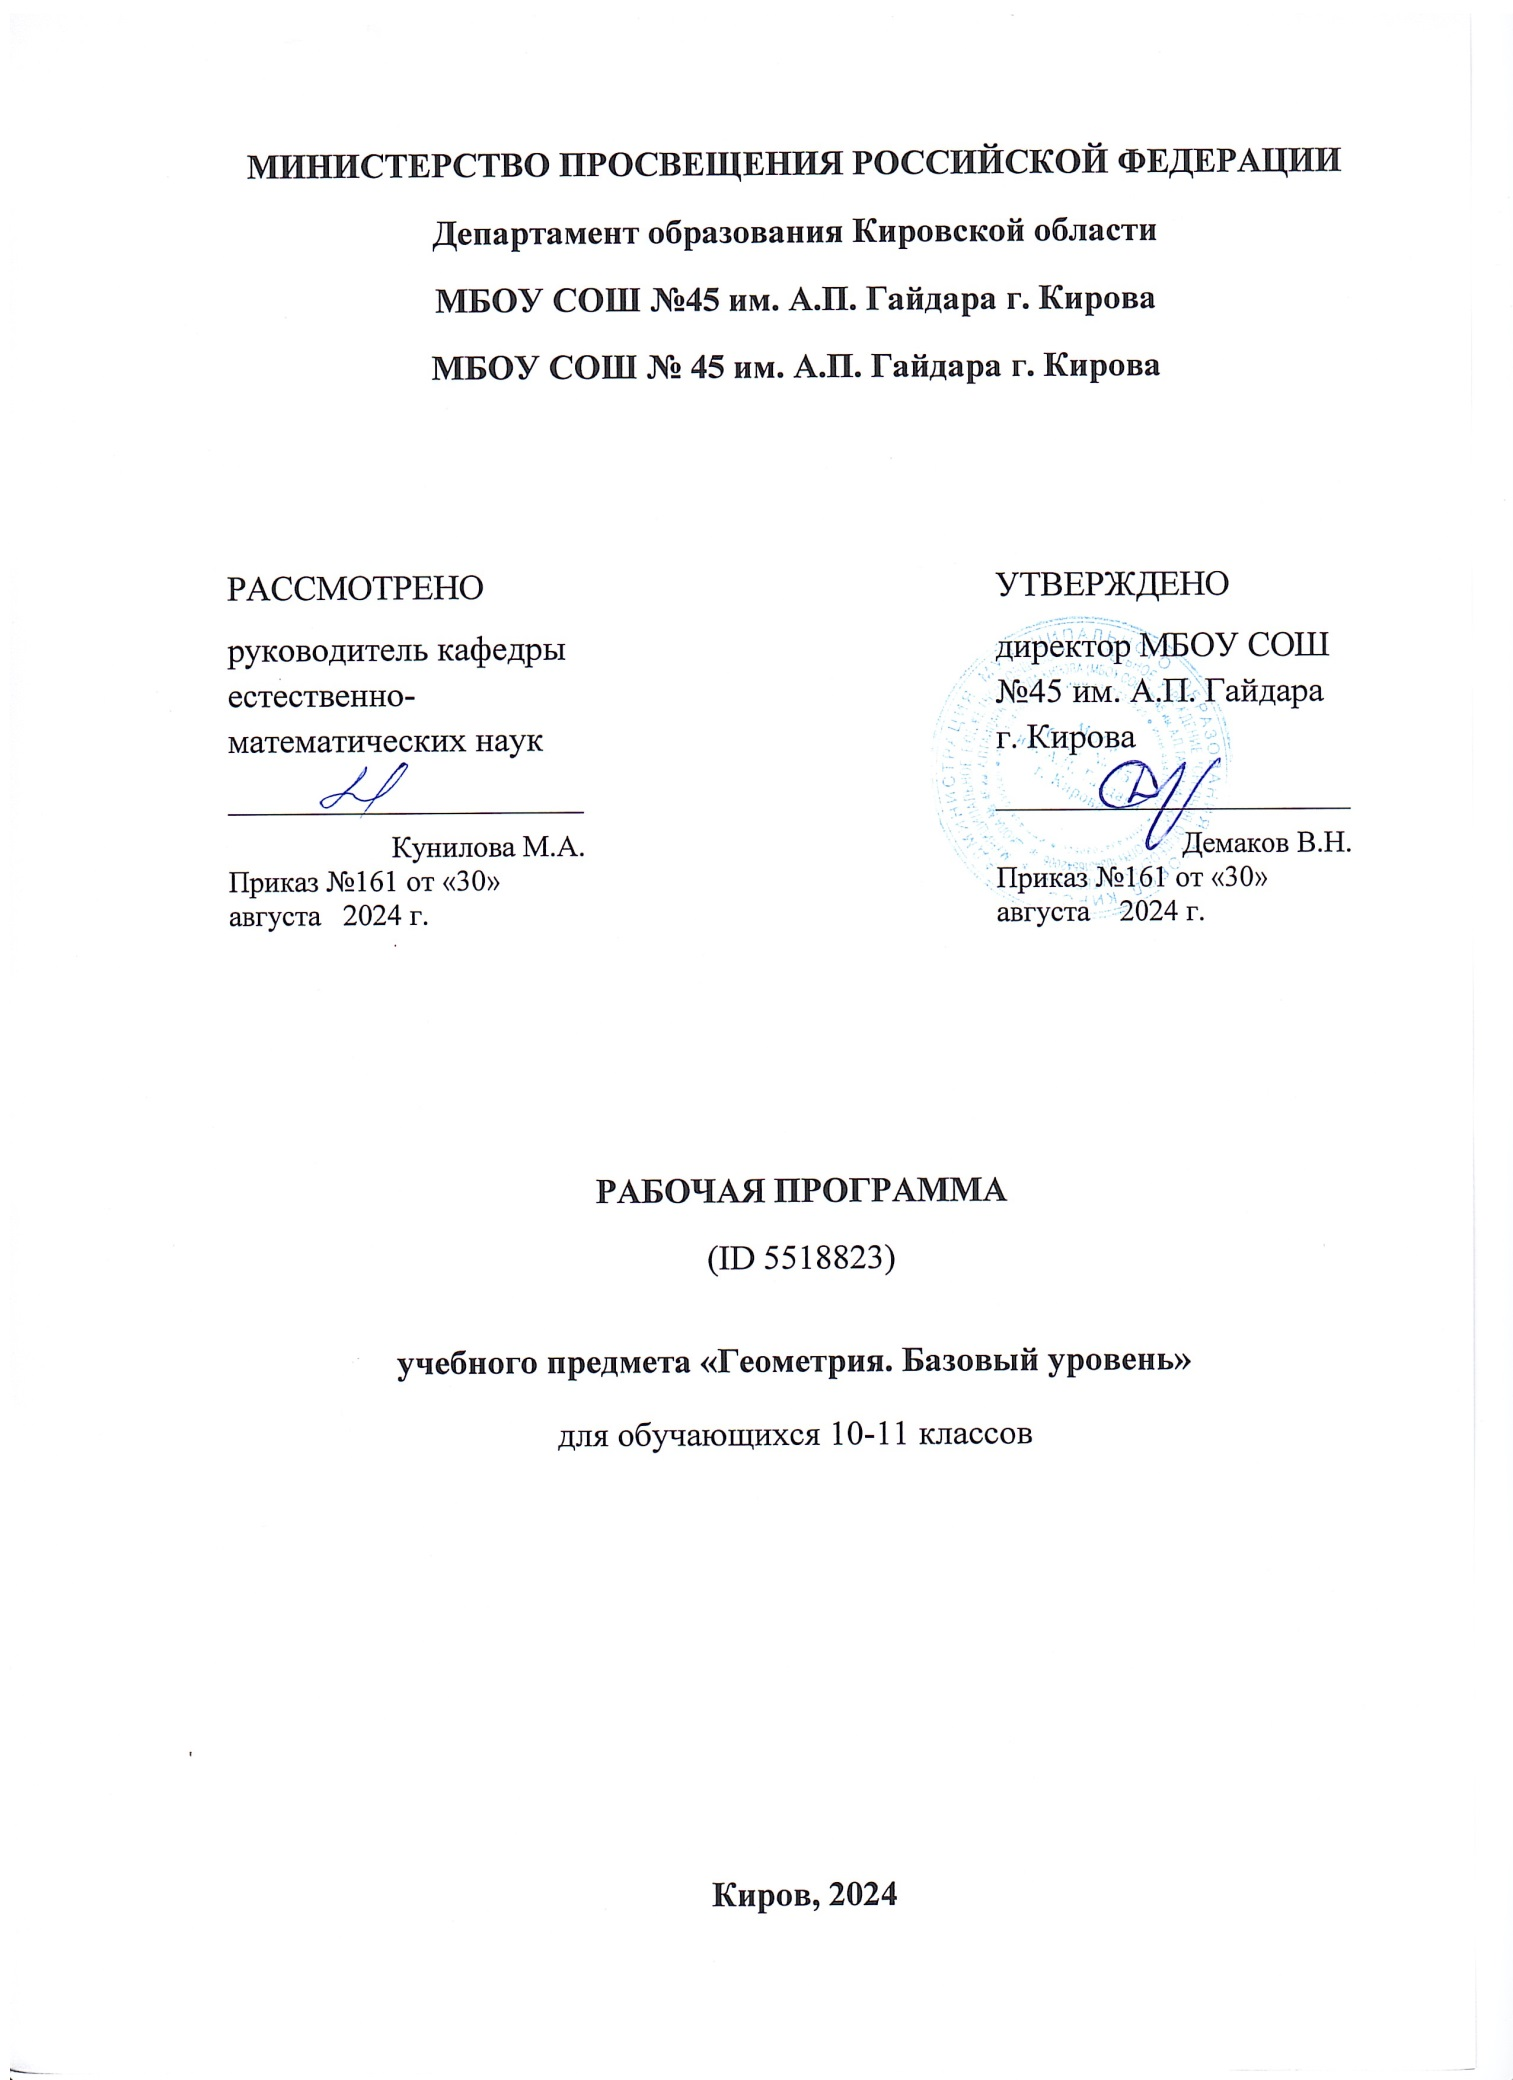 МИНИСТЕРСТВО ПРОСВЕЩЕНИЯ РОССИЙСКОЙ ФЕДЕРАЦИИ
Департамент образования Кировской области
МБОУ СОШ №45 им. А.П. Гайдара г. Кирова
МБОУ СОШ № 45 им. А.П. Гайдара г. Кирова
РАССМОТРЕНО
руководитель кафедры
естественно-
математических наук
Кунилова М.А.
Приказ №161 от «30»
августа 2024 г.
УТВЕРЖДЕНО
директор МБОУ СОШ
№45 им. А.П. Гайдара
г. Кирова
Демаков В.Н.
Приказ №161 от «30»
августа 2024 г.
РАБОЧАЯ ПРОГРАММА
(ID 5518823)
учебного предмета «Геометрия. Базовый уровень»
для обучающихся 10-11 классов
Киров, 2024